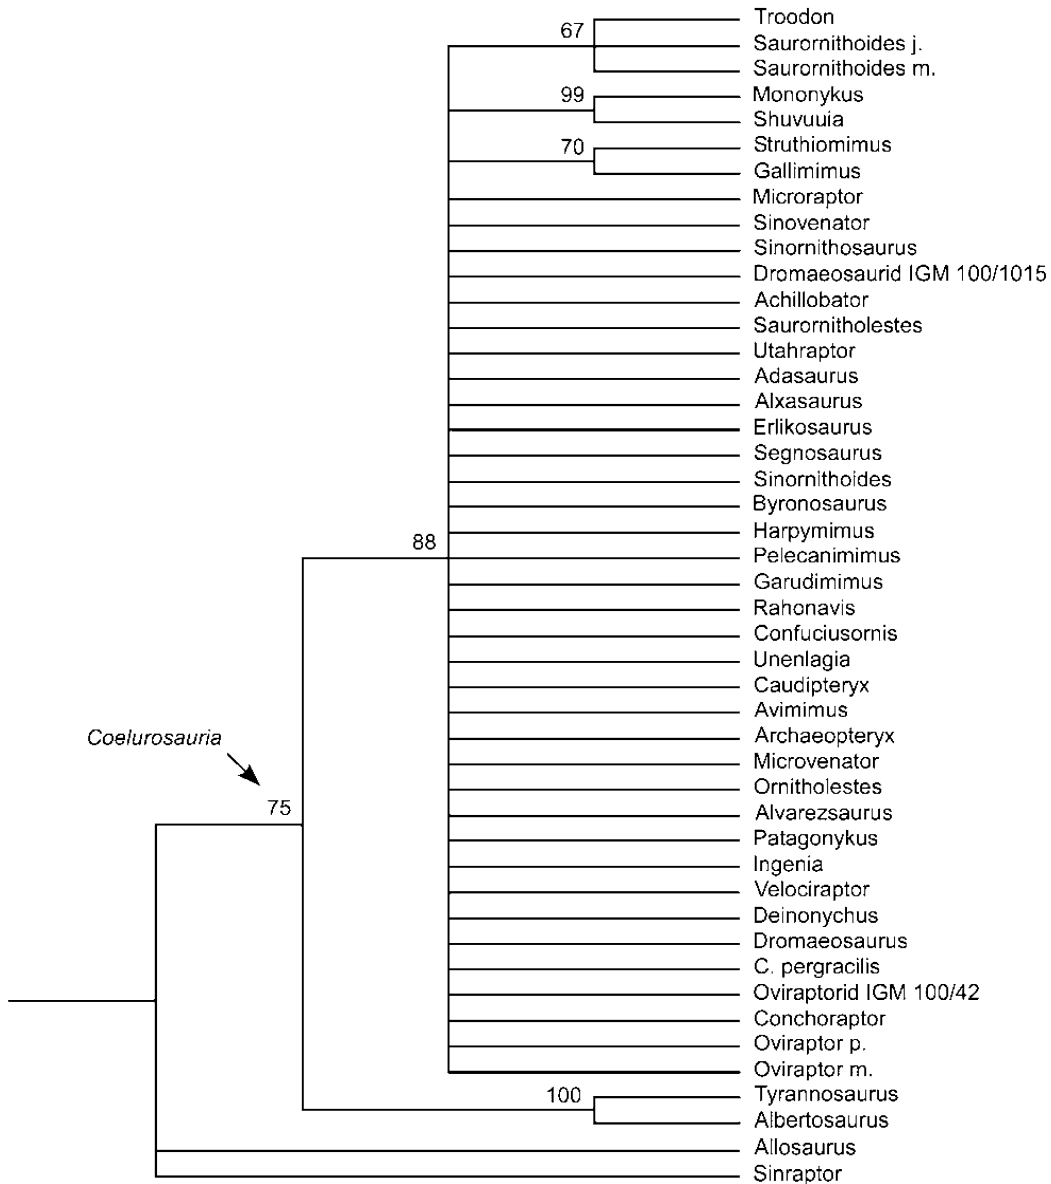 Troodon
67
Saurornithoides j.
Saurornithoides m.
99
Mononykus
Shuvuuia
70
Struthiomimus
Gallimimus
Microraptor
Sinovenator
Sinornithosaurus
Dromaeosaurid IGM 100/1015
Achillobator
Saurornitholestes
Utahraptor
Adasaurus
Alxasaurus
Erlikosaurus
Segnosaurus
Sinornithoides
Byronosaurus
Harpymimus
88
Pelecanimimus
Garudimimus
Rahonavis
Confuciusornis
Unenlagia
Caudipteryx
Avimimus
Coelurosauria
Archaeopteryx
Microvenator
Ornitholestes
75
Alvarezsaurus
Patagonykus
Ingenia
Velociraptor
Deinonychus
Dromaeosaurus
C. pergracilis
Oviraptorid IGM 100/42
Conchoraptor
Oviraptor p.
Oviraptor m.
100
Tyrannosaurus
Albertosaurus
Allosaurus
Sinraptor